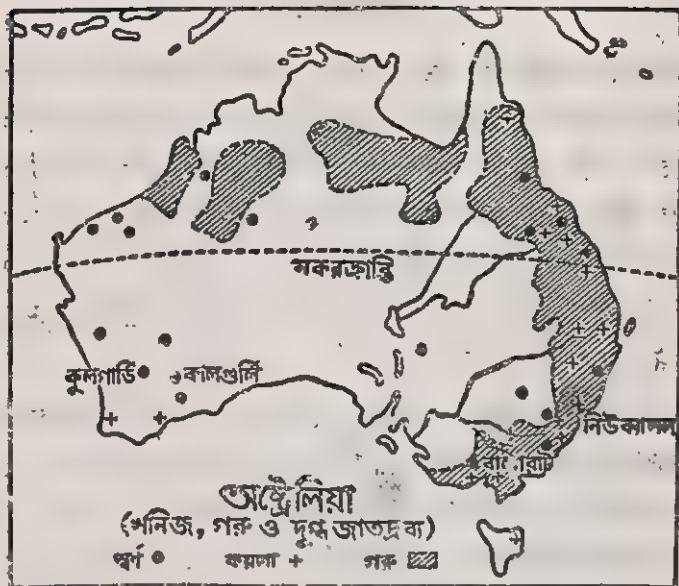 মকরক্রান্তি
কুলগার্ডি
কালগুর্লি
নিউক্যাসল
অস্ট্রেলিয়া
(খনিজ, গরু ও দুগ্ধ জাতদ্রব্য)
স্বর্ণ কয়লা + গরু